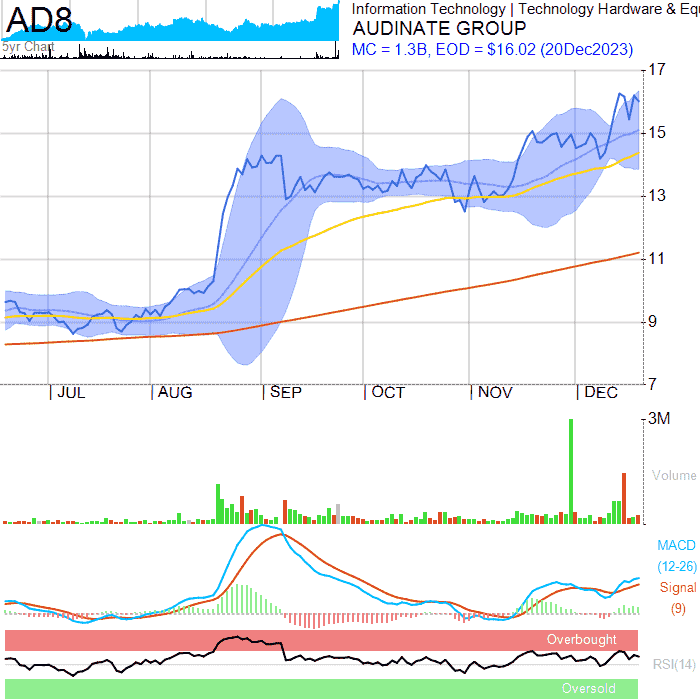 AD8
5yr Chart
Information Technology | Technology Hardware & Equ
AUDINATE GROUP
MC = 1.3B, EOD = $16.02 (20Dec2023)
17
15
13
11
9
7
| JUL
| AUG
| SEP
| OCT
| NOV
| DEC
3M
Volume
MACD
(12-26)
Signal
(9)
Overbought
RSI(14)
Oversold